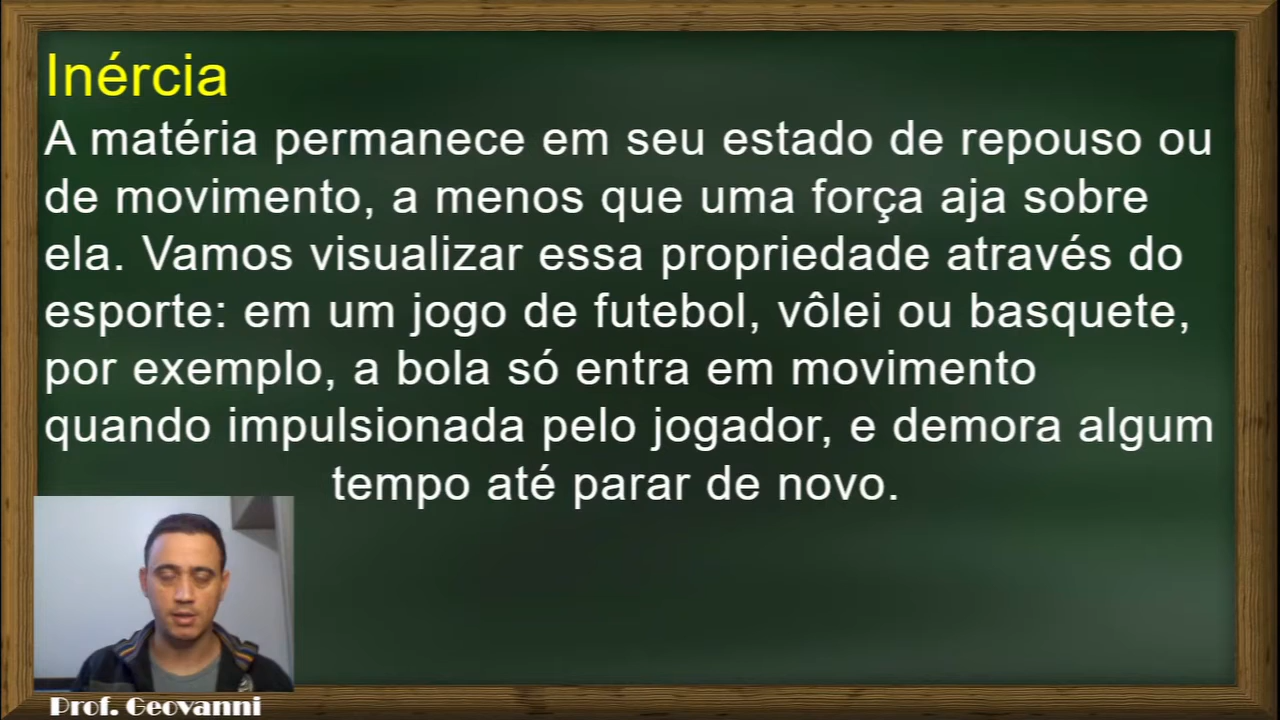 Inércia
A matéria permanece em seu estado de repouso ou
de movimento, a menos que uma força aja sobre
ela. Vamos visualizar essa propriedade através do
esporte: em um jogo de futebol, vôlei ou basquete,
por exemplo, a bola só entra em movimento
quando impulsionada pelo jogador, e demora algum
tempo até parar de novo.
Prof. Geovanni